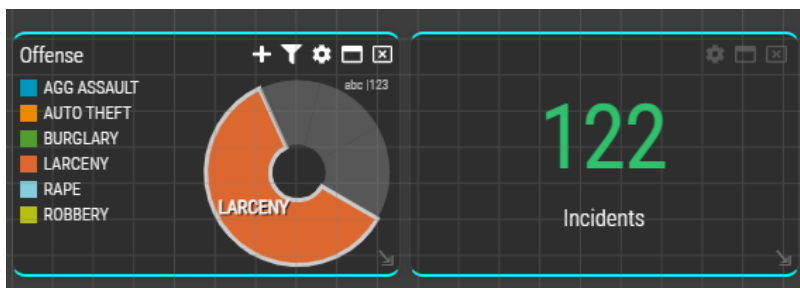 Offense
abc |123
AGG ASSAULT
AUTO THEFT
BURGLARY
LARCENY
RAPE
ROBBERY
LARCENY
122
Incidents